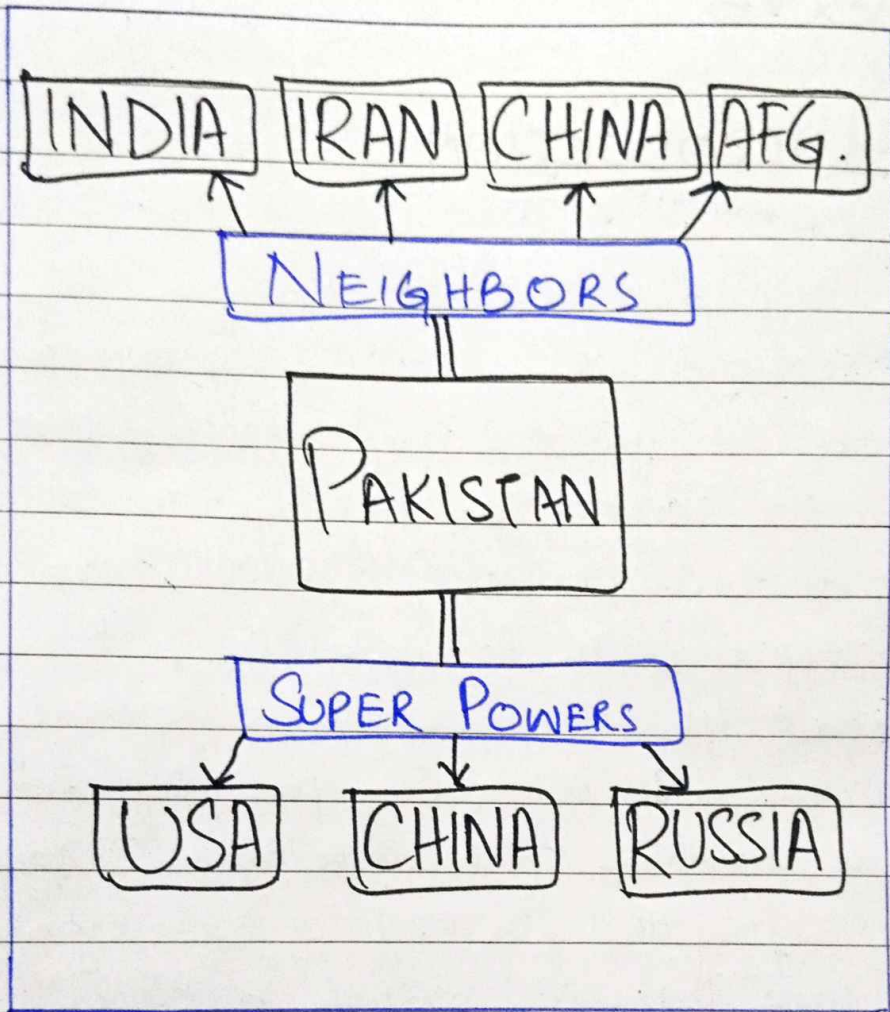 INDIA IRAN CHINA AFG.
NEIGHBORS
PAKISTAN
SUPER POWERS
USA CHINA RUSSIA